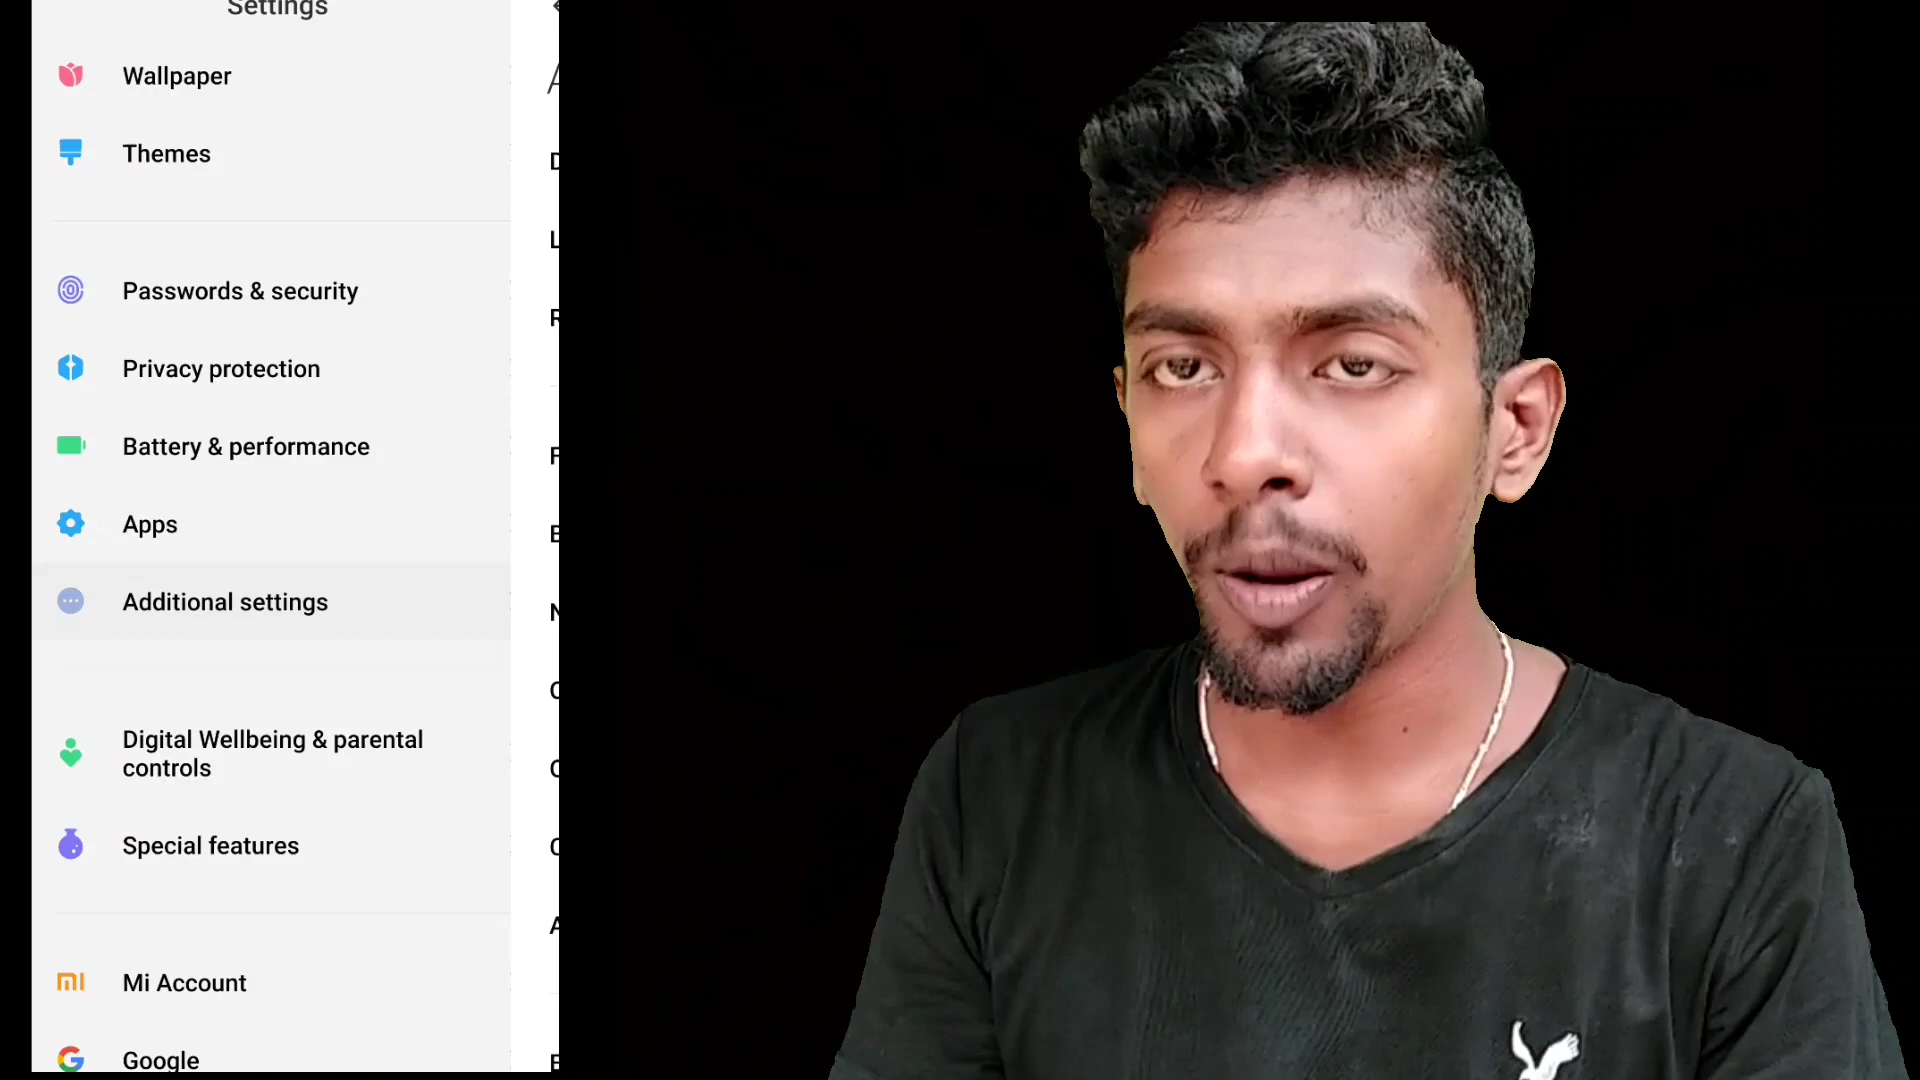 Settings
Wallpaper
Themes
Passwords & security
Privacy protection
Battery & performance
Apps
Additional settings
Digital Wellbeing & parental
controls
Special features
Mi Account
Google